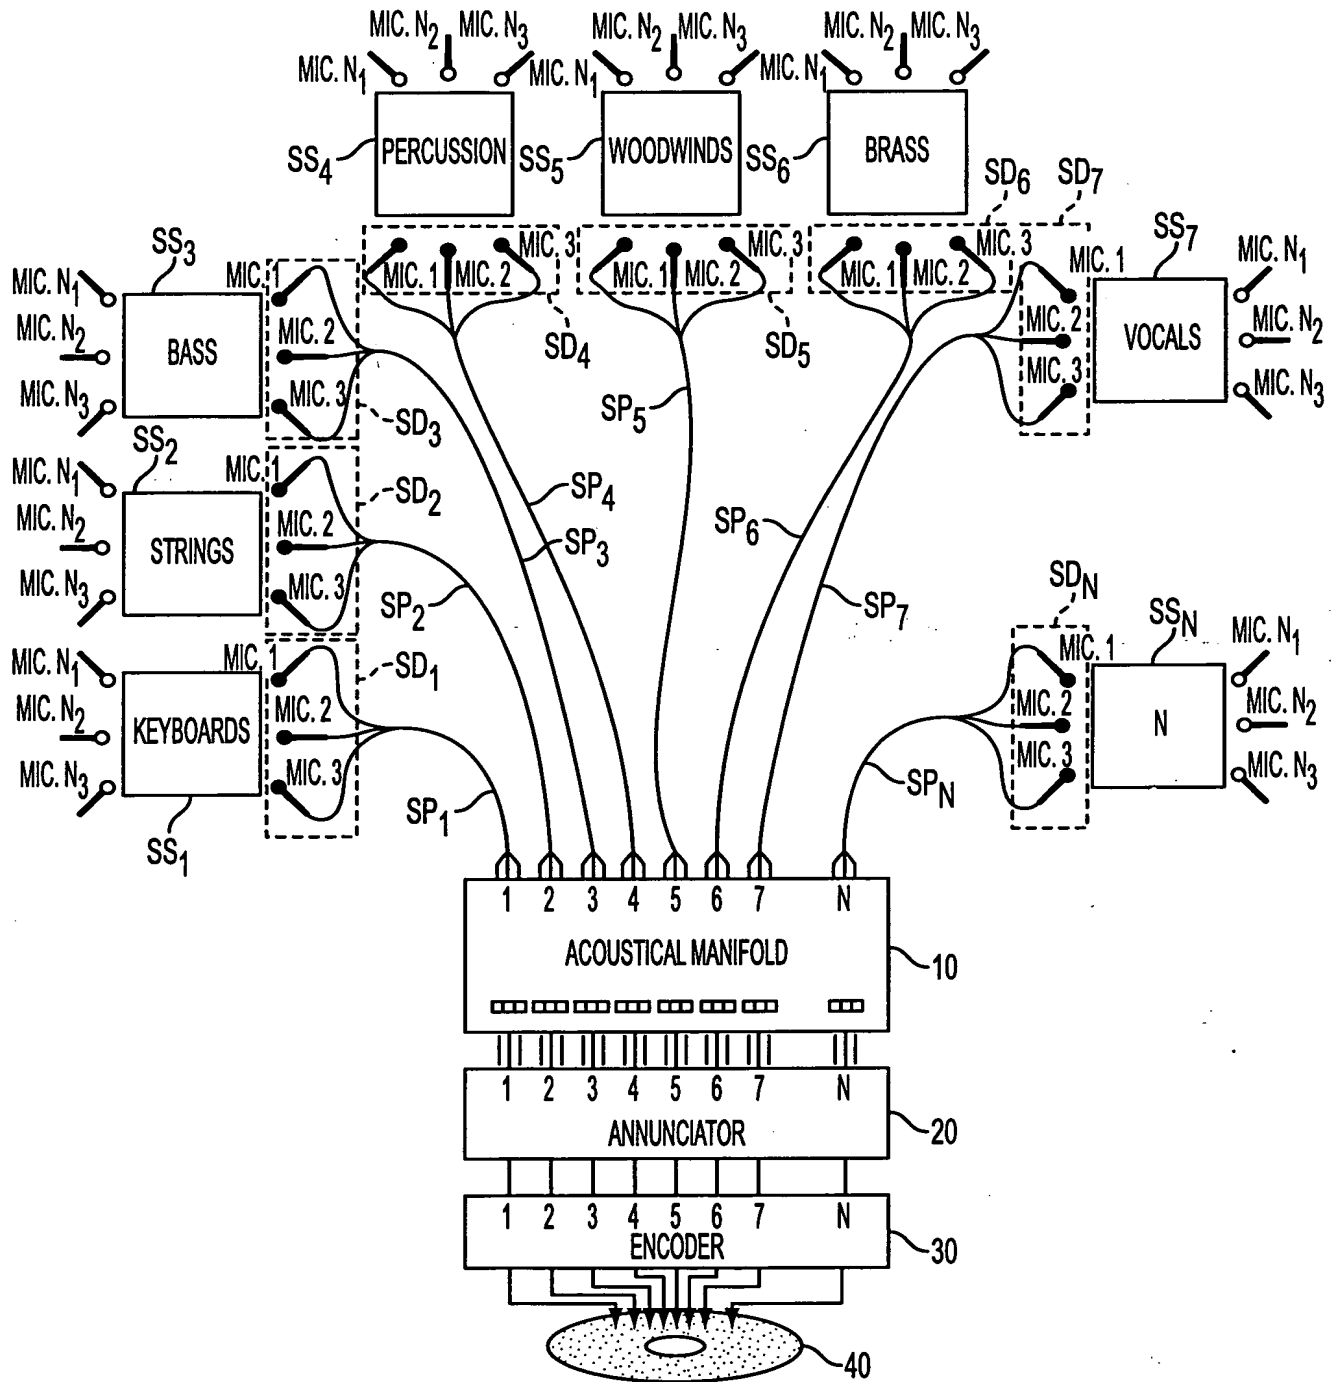 MIC. N1 MIC. N2 MIC. N3
MIC. N1 MIC. N2 MIC. N3
MIC. N1 MIC. N2 MIC. N3
SS4 PERCUSSION
SS5 WOODWINDS
SS6 BRASS
SD6 SD7
MIC. 1 MIC. 2 MIC. 3
MIC. 1 MIC. 2 MIC. 3
MIC. 1 MIC. 2 MIC. 3
SD4
SD5
SS3
MIC. N1
MIC. N2
MIC. N3
BASS
MIC. 1
MIC. 2
MIC. 3
SD3
SS7
MIC. 1
MIC. 2
MIC. 3
VOCALS
MIC. N1
MIC. N2
MIC. N3
SS2
MIC. N1
MIC. N2
MIC. N3
STRINGS
MIC. 1
MIC. 2
MIC. 3
SD2
SP5
SP4
SP3
SP6
SP2
SP7
MIC. N1
MIC. N2
MIC. N3
KEYBOARDS
MIC. 1
MIC. 2
MIC. 3
SD1
SS1
SP1
SDN
SSN
MIC. 1
MIC. 2
MIC. 3
N
MIC. N1
MIC. N2
MIC. N3
SPN
1 2 3 4 5 6 7 N
ACOUSTICAL MANIFOLD
10
1 2 3 4 5 6 7 N
ANNUNCIATOR
20
1 2 3 4 5 6 7 N
ENCODER
30
40